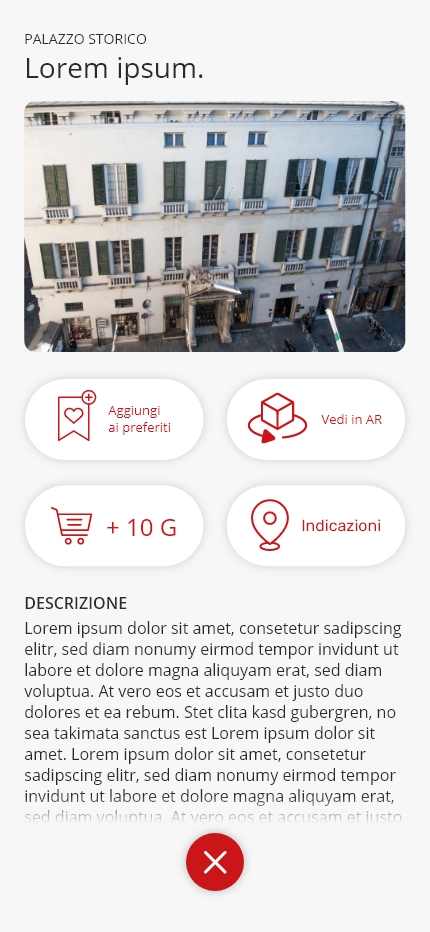 PALAZZO STORICO
Lorem ipsum.
Aggiungi
ai preferiti
Vedi in AR
+ 10 G
Indicazioni
DESCRIZIONE
Lorem ipsum dolor sit amet, consetetur sadipscing
elitr, sed diam nonumy eirmod tempor invidunt ut
labore et dolore magna aliquyam erat, sed diam
voluptua. At vero eos et accusam et justo duo
dolores et ea rebum. Stet clita kasd gubergren, no
sea takimata sanctus est Lorem ipsum dolor sit
amet. Lorem ipsum dolor sit amet, consetetur
sadipscing elitr, sed diam nonumy eirmod tempor
invidunt ut labore et dolore magna aliquyam erat,
sed diam voluptua. At vero eos et accusam et justo